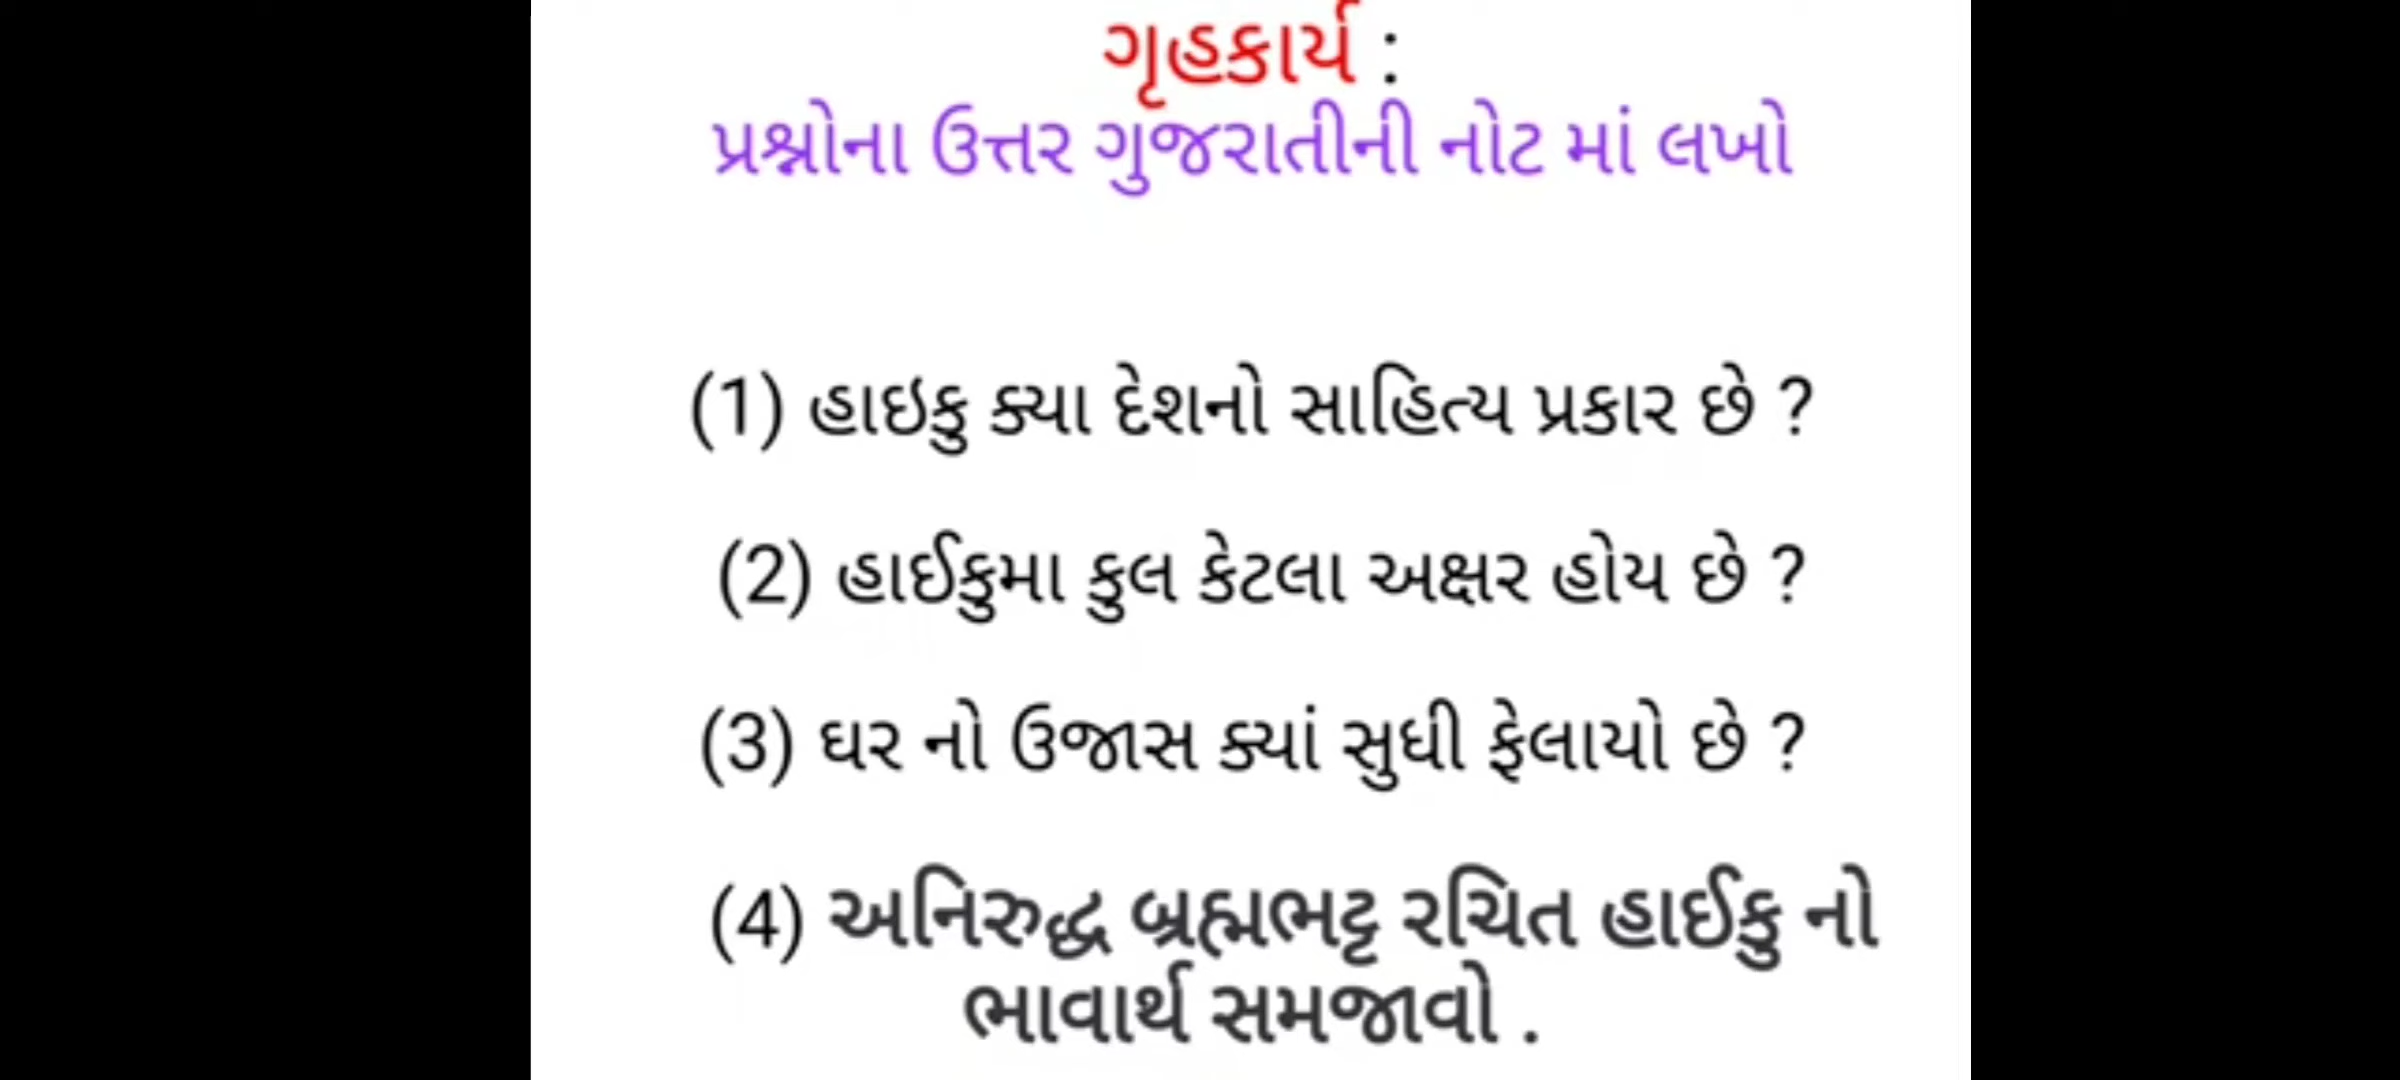 ગૃહકાર્ય :
પ્રશ્નોના ઉત્તર ગુજરાતીની નોટ માં લખો
(1) હાઇકુ ક્યા દેશનો સાહિત્ય પ્રકાર છે ?
(2) હાઈકુમા કુલ કેટલા અક્ષર હોય છે ?
(3) ઘર નો ઉજાસ ક્યાં સુધી ફેલાયો છે ?
(4) અનિરુદ્ધ બ્રહ્મભટ્ટ રચિત હાઈકુ નો
ભાવાર્થ સમજાવો .